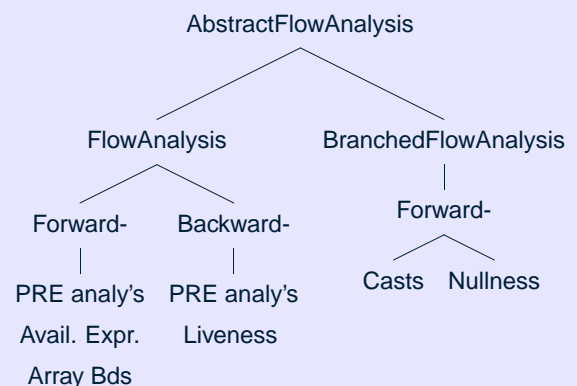 AbstractFlowAnalysis
FlowAnalysis BranchedFlowAnalysis
Forward- Backward- Forward-
Casts Nullness
PRE analy's PRE analy's
Avail. Expr. Liveness
Array Bds